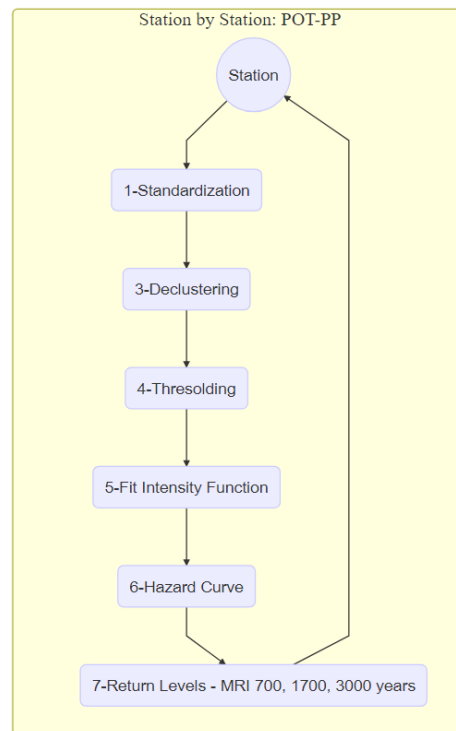 Station by Station: POT-PP
Station
1-Standardization
3-Declustering
4-Thresolding
5-Fit Intensity Function
6-Hazard Curve
7-Return Levels - MRI 700, 1700, 3000 years